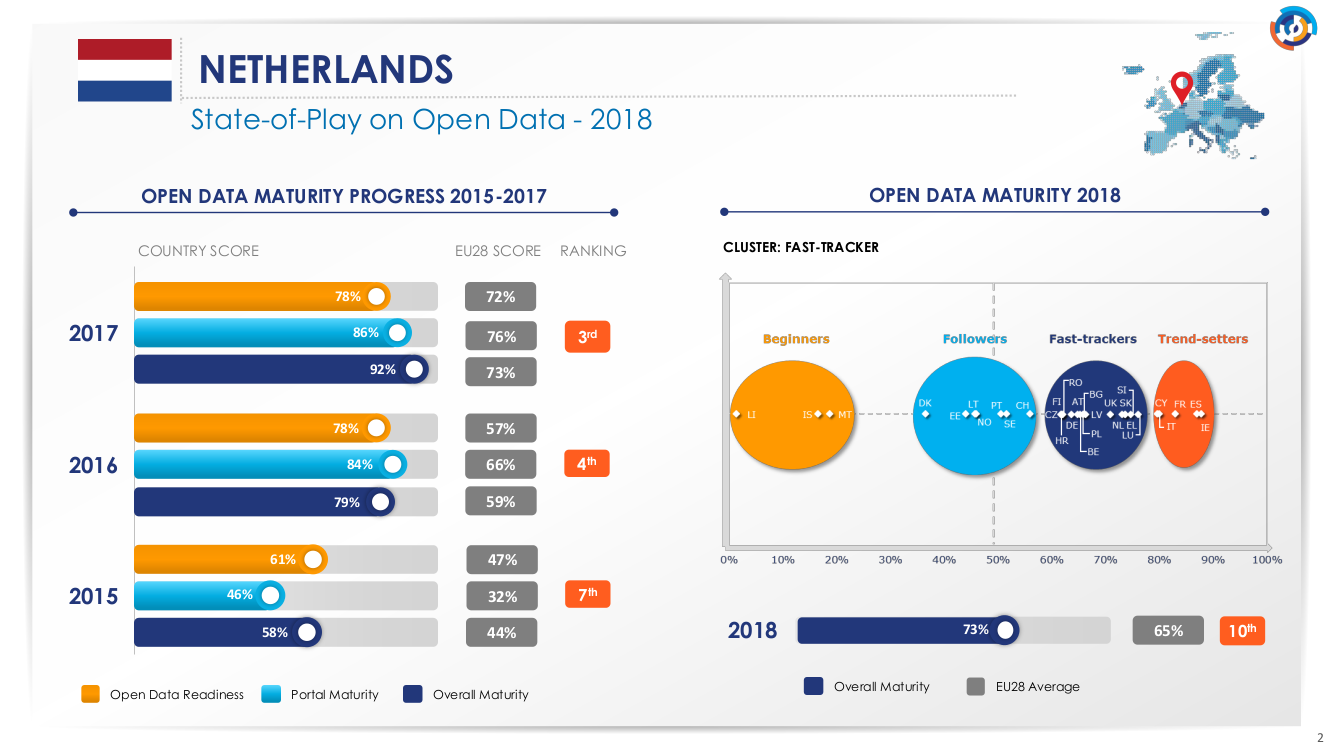 NETHERLANDS
State-of-Play on Open Data - 2018
OPEN DATA MATURITY PROGRESS 2015-2017
COUNTRY SCORE EU28 SCORE RANKING
78% 72%
2017 86% 76% 3rd
92% 73%
78% 57%
2016 84% 66% 4th
79% 59%
61% 47%
2015 46% 32% 7th
58% 44%
Open Data Readiness Portal Maturity Overall Maturity
OPEN DATA MATURITY 2018
CLUSTER: FAST-TRACKER
Beginners Followers Fast-trackers Trend-setters
LI IS MT
DK EE LT NO PT SE CH
RO BG SI
FI AT UK SK
CZ LV
DE NL EL
HR PL LU
BE
CY FR ES
IT IE
0% 10% 20% 30% 40% 50% 60% 70% 80% 90% 100%
2018 73% 65% 10th
Overall Maturity EU28 Average
2